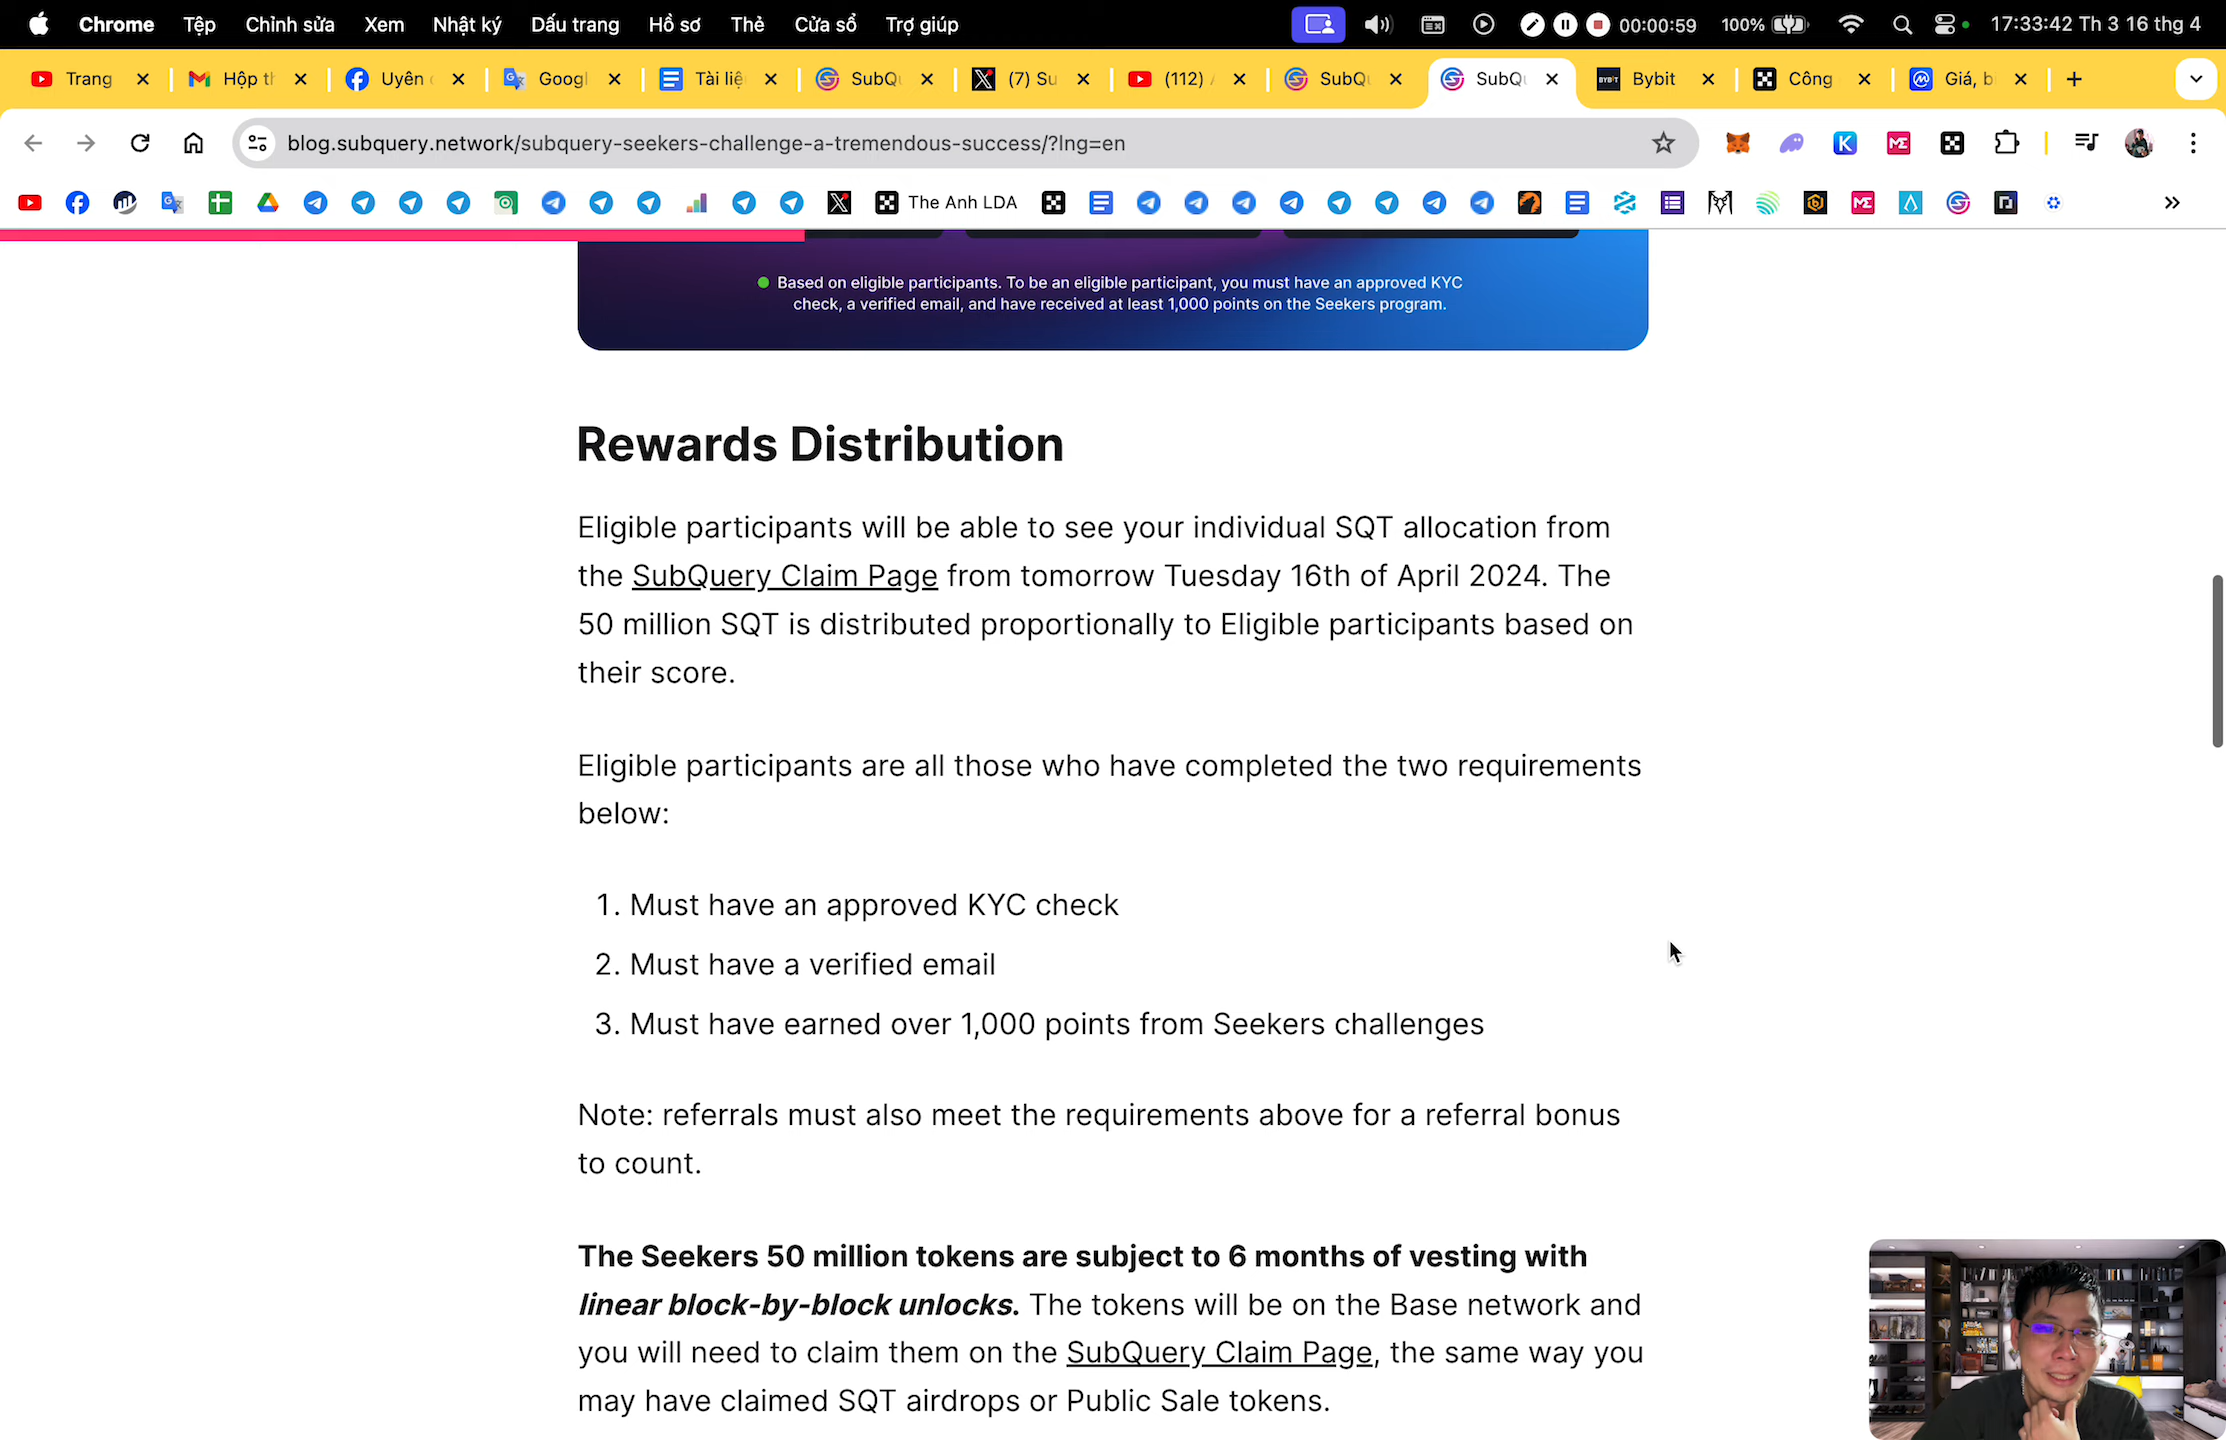 Chrome Tệp Chỉnh sửa Xem Nhật ký Dấu trang Hồ sơ Thẻ Cửa sổ Trợ giúp 00:00:59 100% 17:33:42 Th 3 16 thg 4
Trang Hộp th Uyên Googl Tài liệ SubQu (7) Su (112) SubQu SubQu Bybit Công Giá, b
blog.subquery.network/subquery-seekers-challenge-a-tremendous-success/?lng=en
The Anh LDA
Based on eligible participants. To be an eligible participant, you must have an approved KYC
check, a verified email, and have received at least 1,000 points on the Seekers program.
Rewards Distribution
Eligible participants will be able to see your individual SQT allocation from
the SubQuery Claim Page from tomorrow Tuesday 16th of April 2024. The
50 million SQT is distributed proportionally to Eligible participants based on
their score.
Eligible participants are all those who have completed the two requirements
below:
1. Must have an approved KYC check
2. Must have a verified email
3. Must have earned over 1,000 points from Seekers challenges
Note: referrals must also meet the requirements above for a referral bonus
to count.
The Seekers 50 million tokens are subject to 6 months of vesting with
linear block-by-block unlocks. The tokens will be on the Base network and
you will need to claim them on the SubQuery Claim Page, the same way you
may have claimed SQT airdrops or Public Sale tokens.